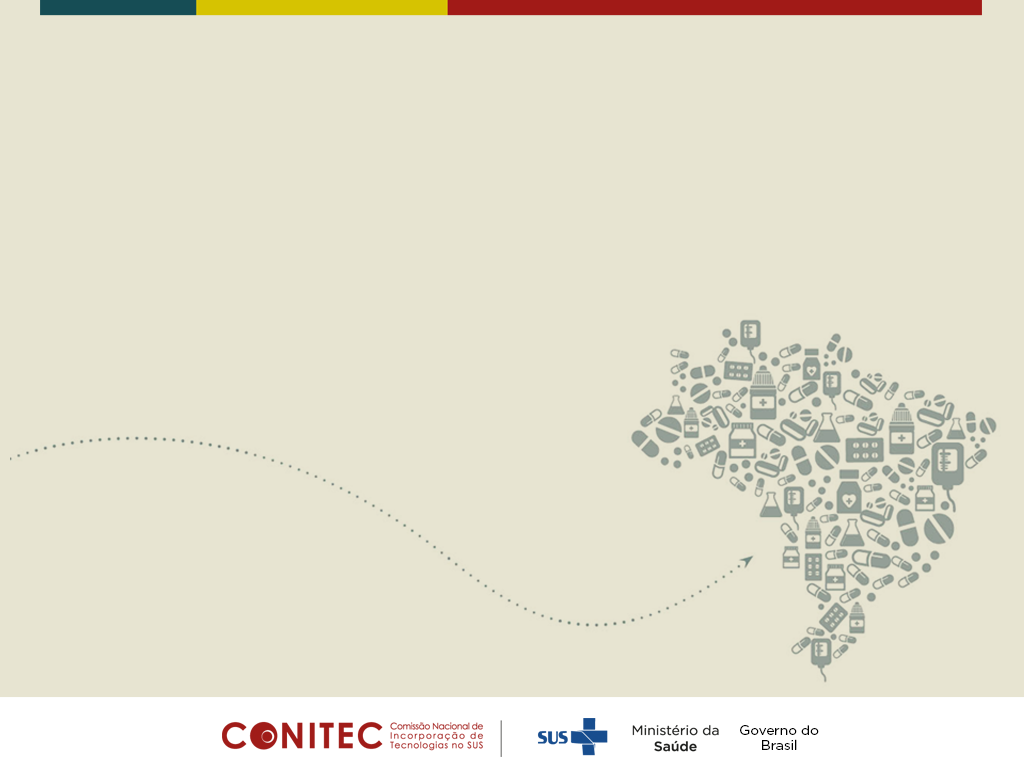 CONITEC
Comissão Nacional de
Incorporação de
Tecnologias no SUS
SUS
Ministério da
Saúde
Governo do
Brasil